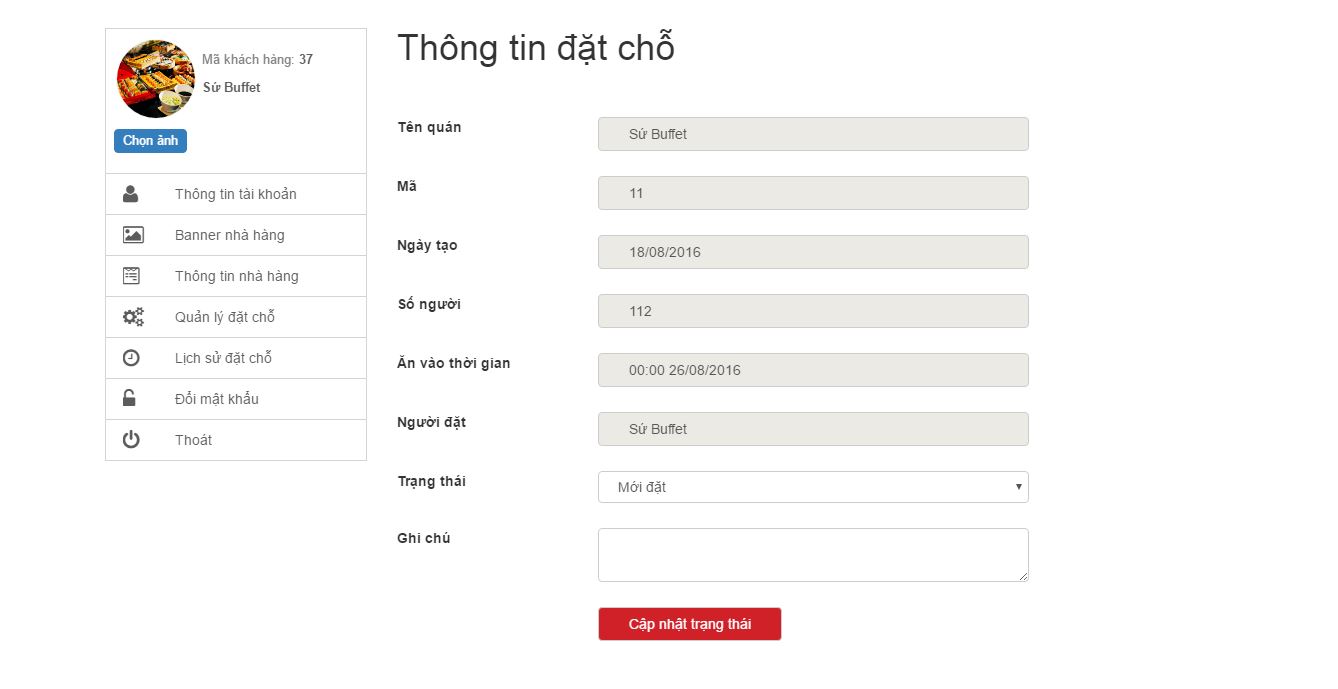 Mã khách hàng: 37
Sứ Buffet
Chọn ảnh
Thông tin tài khoản
Banner nhà hàng
Thông tin nhà hàng
Quản lý đặt chỗ
Lịch sử đặt chỗ
Đổi mật khẩu
Thoát
Thông tin đặt chỗ
Tên quán
Sứ Buffet
Mã
11
Ngày tạo
18/08/2016
Số người
112
Ăn vào thời gian
00:00 26/08/2016
Người đặt
Sứ Buffet
Trạng thái
Mới đặt
Ghi chú
Cập nhật trạng thái